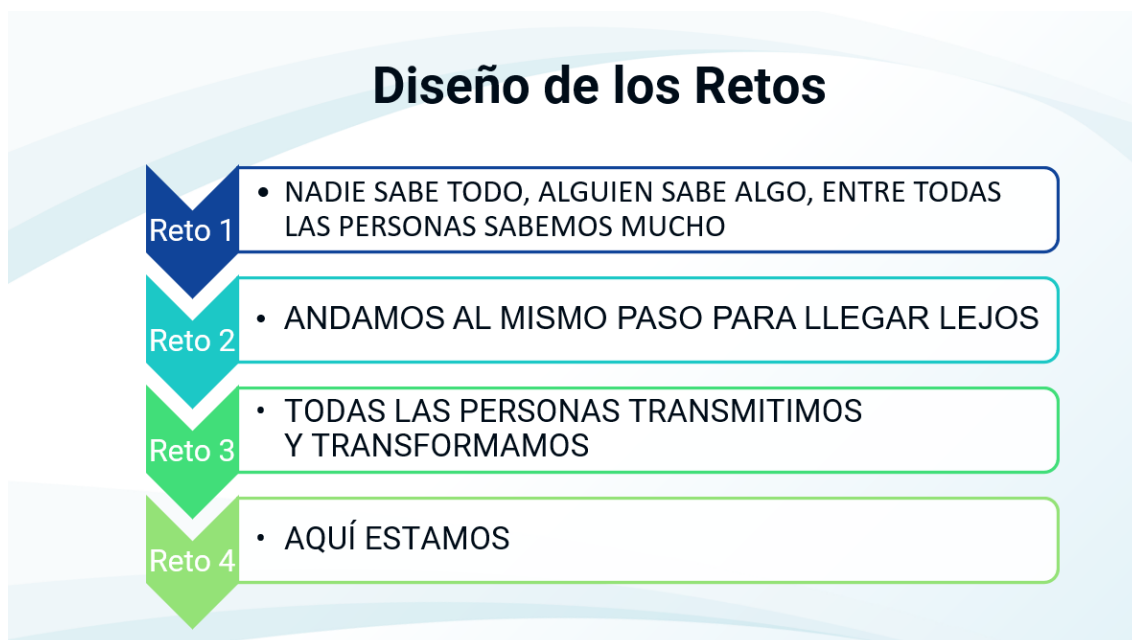 Diseño de los Retos
Reto 1
• NADIE SABE TODO, ALGUIEN SABE ALGO, ENTRE TODAS
LAS PERSONAS SABEMOS MUCHO
Reto 2
• ANDAMOS AL MISMO PASO PARA LLEGAR LEJOS
Reto 3
• TODAS LAS PERSONAS TRANSMITIMOS
Y TRANSFORMAMOS
Reto 4
• AQUÍ ESTAMOS